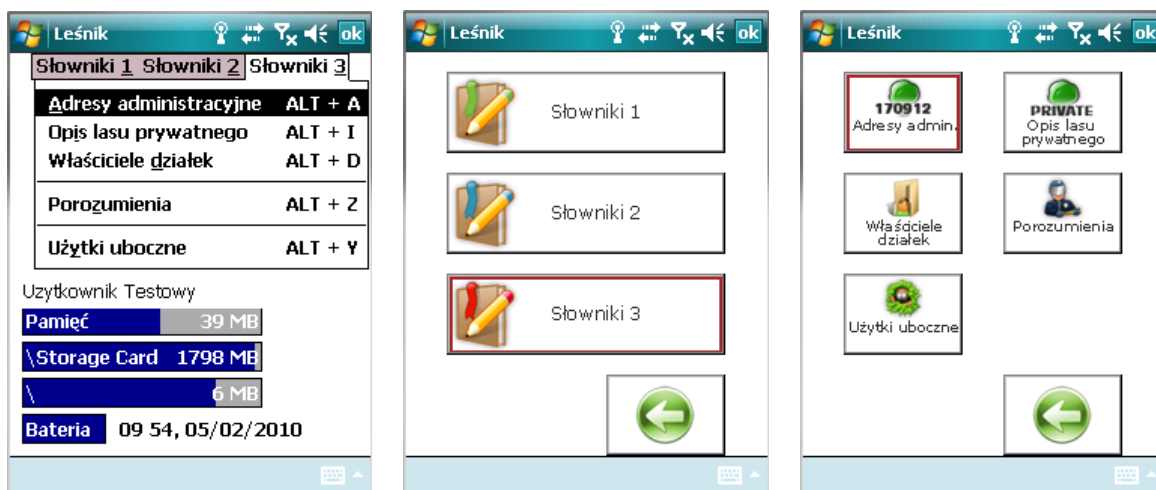 Leśnik ok
Słowniki 1 Słowniki 2 Słowniki 3
Adresy administracyjne ALT + A
Opis lasu prywatnego ALT + I
Właściciele działek ALT + D
Porozumienia ALT + Z
Użytki uboczne ALT + Y
Uzytkownik Testowy
Pamięć 39 MB
\Storage Card 1798 MB
\ 6 MB
Bateria 09 54, 05/02/2010
Leśnik ok
Słowniki 1
Słowniki 2
Słowniki 3
Leśnik ok
170912
Adresy admin.
PRIVATE
Opis lasu
prywatnego
Właściciele
działek
Porozumienia
Użytki uboczne